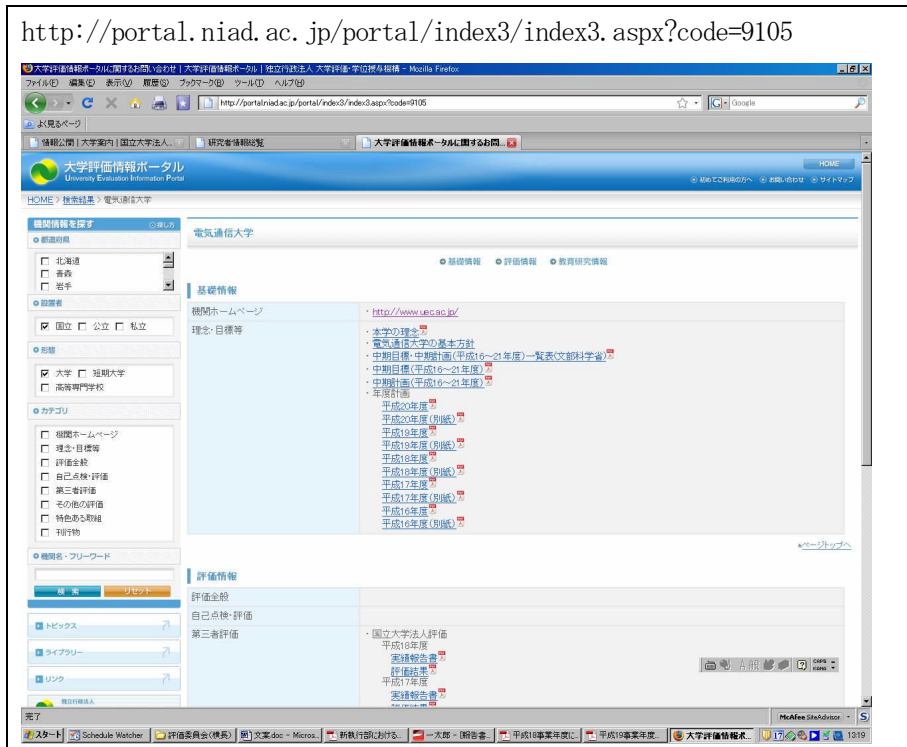 http://portal.niad.ac.jp/portal/index3/index3.aspx?code=9105
大学評価情報ポータルに関するお問い合わせ | 大学評価情報ポータル | 独立行政法人 大学評価・学位授与機構 - Mozilla Firefox
ファイル(F) 編集(E) 表示(V) 履歴(S) ブックマーク(B) ツール(T) ヘルプ(H)
http://portal.niad.ac.jp/portal/index3/index3.aspx?code=9105 Google
よく見るページ
情報公開 | 大学案内 | 国立大学法人... 研究者情報総覧 大学評価情報ポータルに関するお問...
大学評価情報ポータル
University Evaluation Information Portal
HOME
初めてご利用の方へ お問い合わせ サイトマップ
HOME > 検索結果 > 電気通信大学
機関情報を探す 探し方
都道府県
北海道
青森
岩手
設置者
国立 公立 私立
形態
大学 短期大学
高等専門学校
カテゴリ
機関ホームページ
理念・目標等
評価全般
自己点検・評価
第三者評価
その他の評価
特色ある取組
刊行物
機関名・フリーワード
検索 リセット
トピックス
ライブラリー
リンク
独立行政法人
電気通信大学
基礎情報 評価情報 教育研究情報
基礎情報
機関ホームページ ・http://www.uec.ac.jp/
理念・目標等 ・本学の理念
・電気通信大学の基本方針
・中期目標・中期計画(平成16～21年度)一覧表(文部科学省)
・中期目標(平成16～21年度)
・中期計画(平成16～21年度)
・年度計画
平成20年度
平成20年度(別紙)
平成19年度
平成19年度(別紙)
平成18年度
平成18年度(別紙)
平成17年度
平成17年度(別紙)
平成16年度
平成16年度(別紙)
ページトップへ
評価情報
評価全般
自己点検・評価
第三者評価 ・国立大学法人評価
平成18年度
実績報告書
評価結果
平成17年度
実績報告書
A 般 CAPS KANA
完了 McAfee SiteAdvisor
スタート Schedule Watcher 評価委員会(横長) 文案.doc - Micros... 新執行部における... 一太郎 - [報告書... 平成18事業年度に... 平成19事業年度... 大学評価情報ポ... 13:19